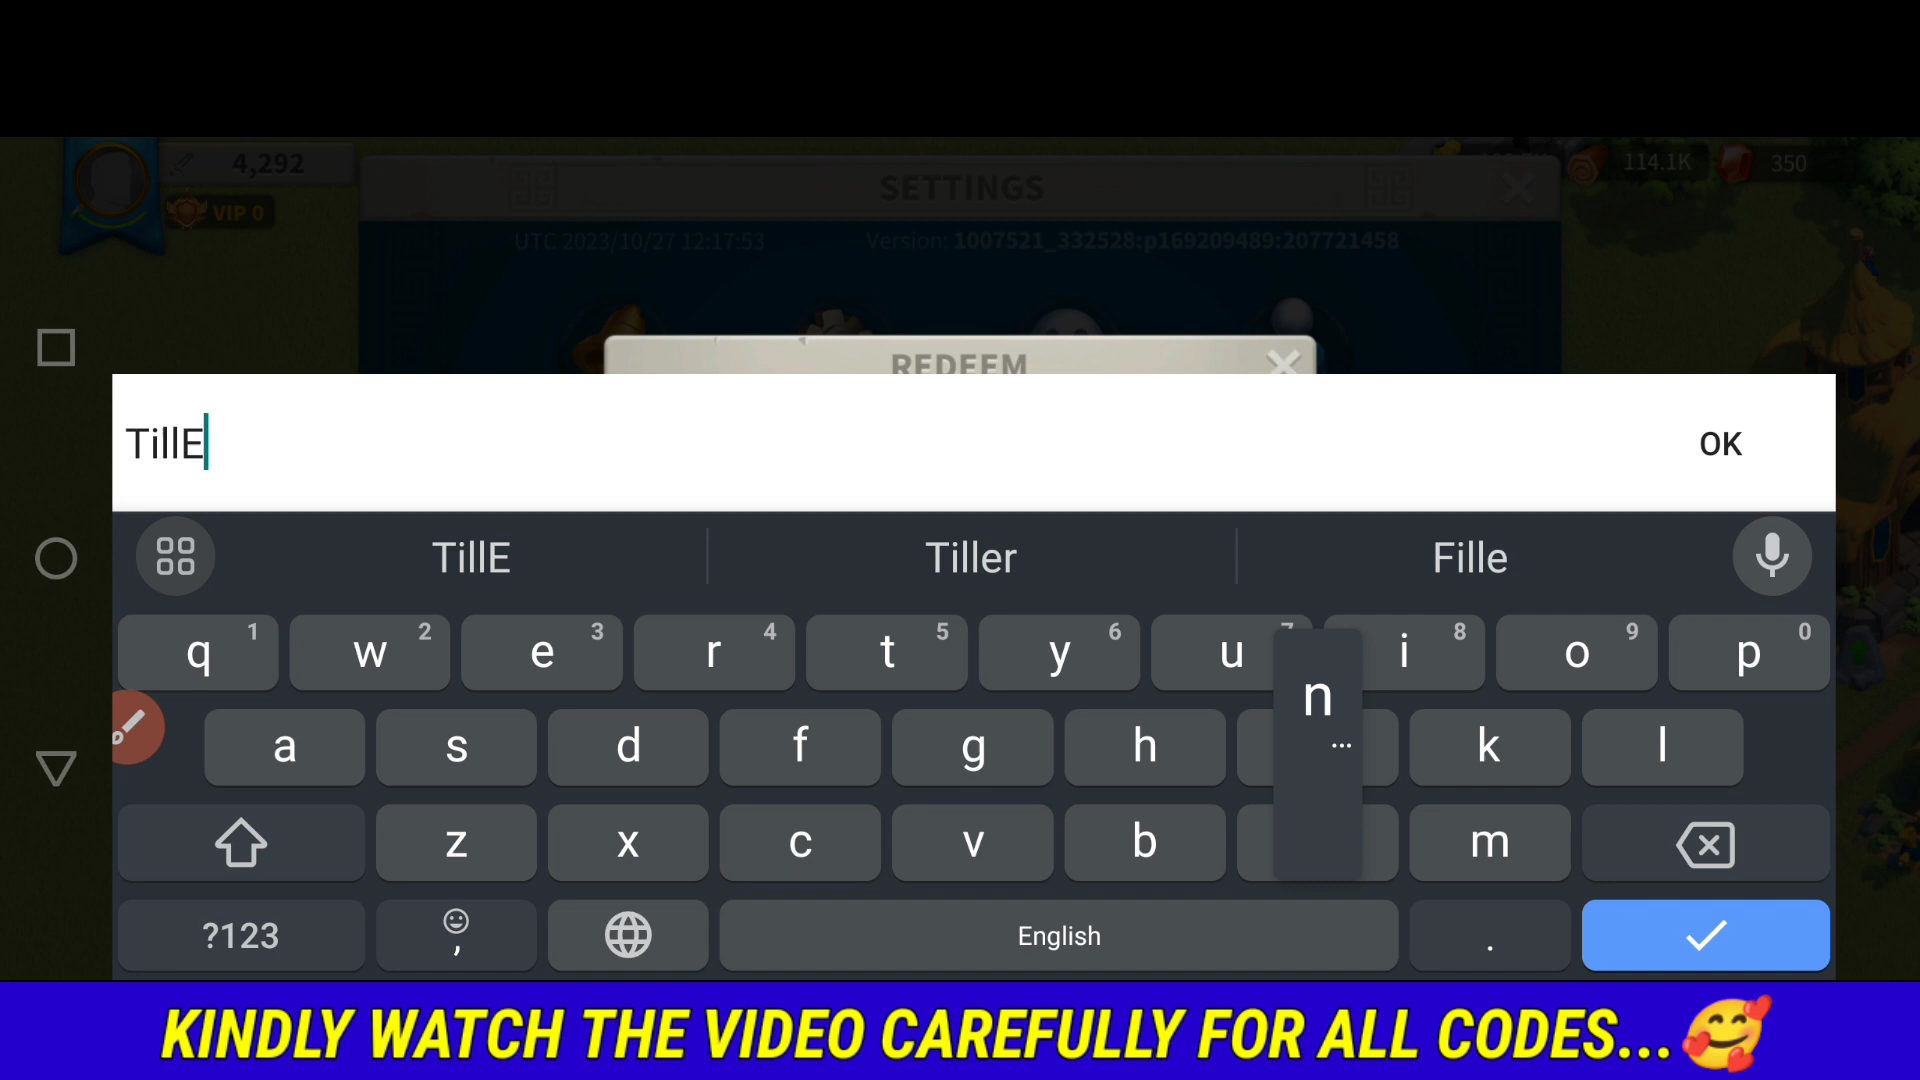 4,292
114.1K
350
SETTINGS
VIP 0
UTC 2023/10/27 12:17:53
Version: 1007521_332528:p169209489:207721458
REDEEM
TillE
OK
TillE
Tiller
Fille
q 1 w 2 e 3 r 4 t 5 y 6 u 7 i 8 o 9 p 0
a s d f g h k l
n
...
z x c v b m
?123
,
English
.
KINDLY WATCH THE VIDEO CAREFULLY FOR ALL CODES...